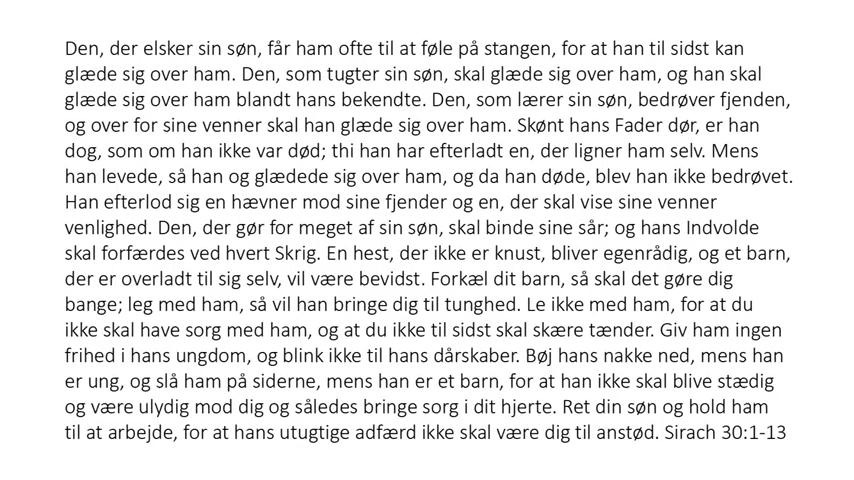 Den, der elsker sin søn, får ham ofte til at føle på stangen, for at han til sidst kan
glæde sig over ham. Den, som tugter sin søn, skal glæde sig over ham, og han skal
glæde sig over ham blandt hans bekendte. Den, som lærer sin søn, bedrøver fjenden,
og over for sine venner skal han glæde sig over ham. Skønt hans Fader dør, er han
dog, som om han ikke var død; thi han har efterladt en, der ligner ham selv. Mens
han levede, så han og glædede sig over ham, og da han døde, blev han ikke bedrøvet.
Han efterlod sig en hævner mod sine fjender og en, der skal vise sine venner
venlighed. Den, der gør for meget af sin søn, skal binde sine sår; og hans Indvolde
skal forfærdes ved hvert Skrig. En hest, der ikke er knust, bliver egenrådig, og et barn,
der er overladt til sig selv, vil være bevidst. Forkæl dit barn, så skal det gøre dig
bange; leg med ham, så vil han bringe dig til tunghed. Le ikke med ham, for at du
ikke skal have sorg med ham, og at du ikke til sidst skal skære tænder. Giv ham ingen
frihed i hans ungdom, og blink ikke til hans dårskaber. Bøj hans nakke ned, mens han
er ung, og slå ham på siderne, mens han er et barn, for at han ikke skal blive stædig
og være ulydig mod dig og således bringe sorg i dit hjerte. Ret din søn og hold ham
til at arbejde, for at hans utugtige adfærd ikke skal være dig til anstød. Sirach 30:1-13